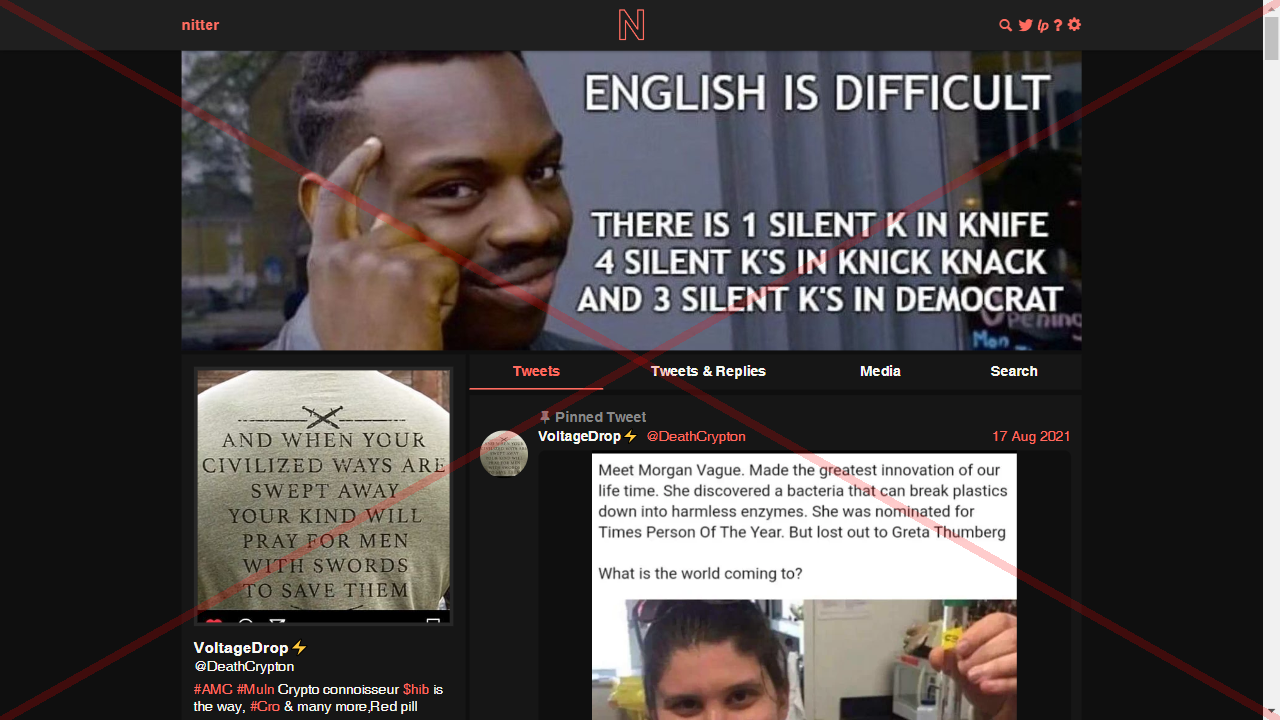 nitter
N
lp ?
ENGLISH IS DIFFICULT
THERE IS 1 SILENT K IN KNIFE
4 SILENT K'S IN KNICK KNACK
AND 3 SILENT K'S IN DEMOCRAT
Opening
Mon
AND WHEN YOUR
CIVILIZED WAYS ARE
SWEPT AWAY
YOUR KIND WILL
PRAY FOR MEN
WITH SWORDS
TO SAVE THEM
VoltageDrop⚡
@DeathCrypton
#AMC #Muln Crypto connoisseur $hib is
the way, #Cro & many more,Red pill
Tweets Tweets & Replies Media Search
Pinned Tweet
VoltageDrop⚡ @DeathCrypton 17 Aug 2021
Meet Morgan Vague. Made the greatest innovation of our
life time. She discovered a bacteria that can break plastics
down into harmless enzymes. She was nominated for
Times Person Of The Year. But lost out to Greta Thumberg
What is the world coming to?